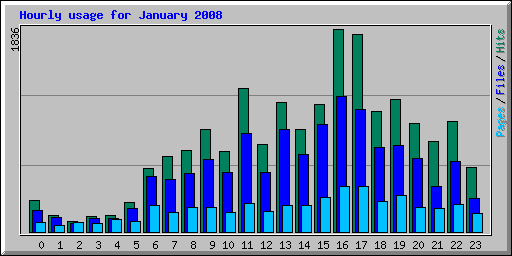 Hourly usage for January 2008
1836
Pages / Files / Hits
0 1 2 3 4 5 6 7 8 9 10 11 12 13 14 15 16 17 18 19 20 21 22 23